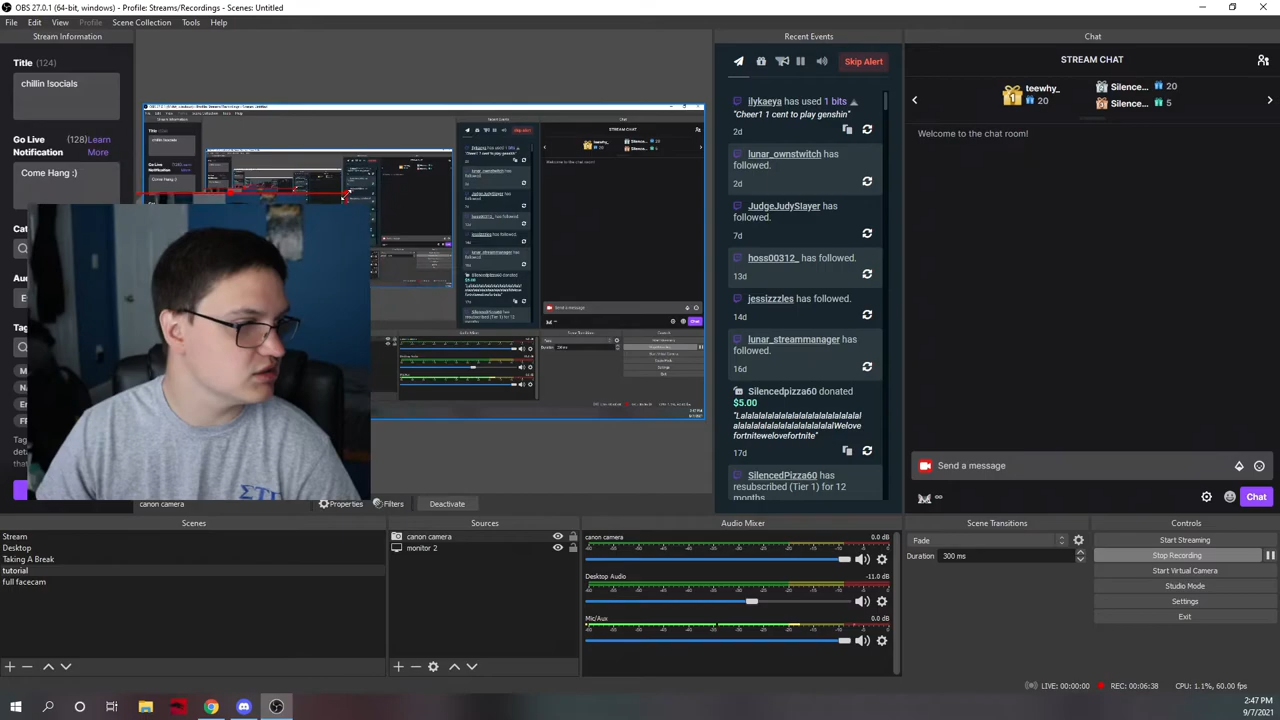 OBS 27.0.1 (64-bit, windows) - Profile: Streams/Recordings - Scenes: Untitled
File Edit View Profile Scene Collection Tools Help
Stream Information
Title (124)
chillin !socials
Go Live
Notification
(128)Learn
More
Come Hang :)
Recent Events
Skip Alert
ilykaeya has used 1 bits
"Cheer1 1 cent to play genshin"
2d
lunar_ownstwitch has
followed.
2d
JudgeJudySlayer has
followed.
7d
hoss00312_ has followed.
13d
jessizzzles has followed.
14d
lunar_streammanager has
followed.
16d
Silencedpizza60 donated
$5.00
17d
SilencedPizza60 has
resubscribed (Tier 1) for 12
months
Chat
STREAM CHAT
1 teewhy_
20
Silence... 20
Silence... 5
Welcome to the chat room!
Send a message
Chat
canon camera
Properties Filters Deactivate
Scenes
Stream
Desktop
Taking A Break
tutorial
full facecam
Sources
canon camera
monitor 2
Audio Mixer
canon camera 0.0 dB
Desktop Audio -11.0 dB
Mic/Aux 0.0 dB
Scene Transitions
Fade
Duration 300 ms
Controls
Start Streaming
Stop Recording
Start Virtual Camera
Studio Mode
Settings
Exit
LIVE: 00:00:00 REC: 00:06:38 CPU: 1.1%, 60.00 fps
2:47 PM
9/7/2021